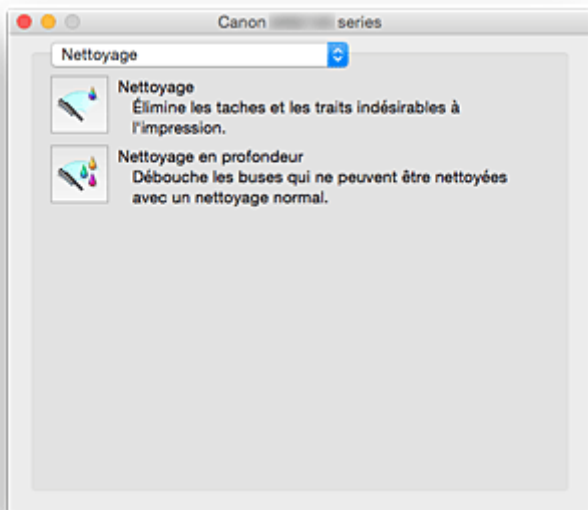 Canon series
Nettoyage
Nettoyage
Élimine les taches et les traits indésirables à
l'impression.
Nettoyage en profondeur
Débouche les buses qui ne peuvent être nettoyées
avec un nettoyage normal.